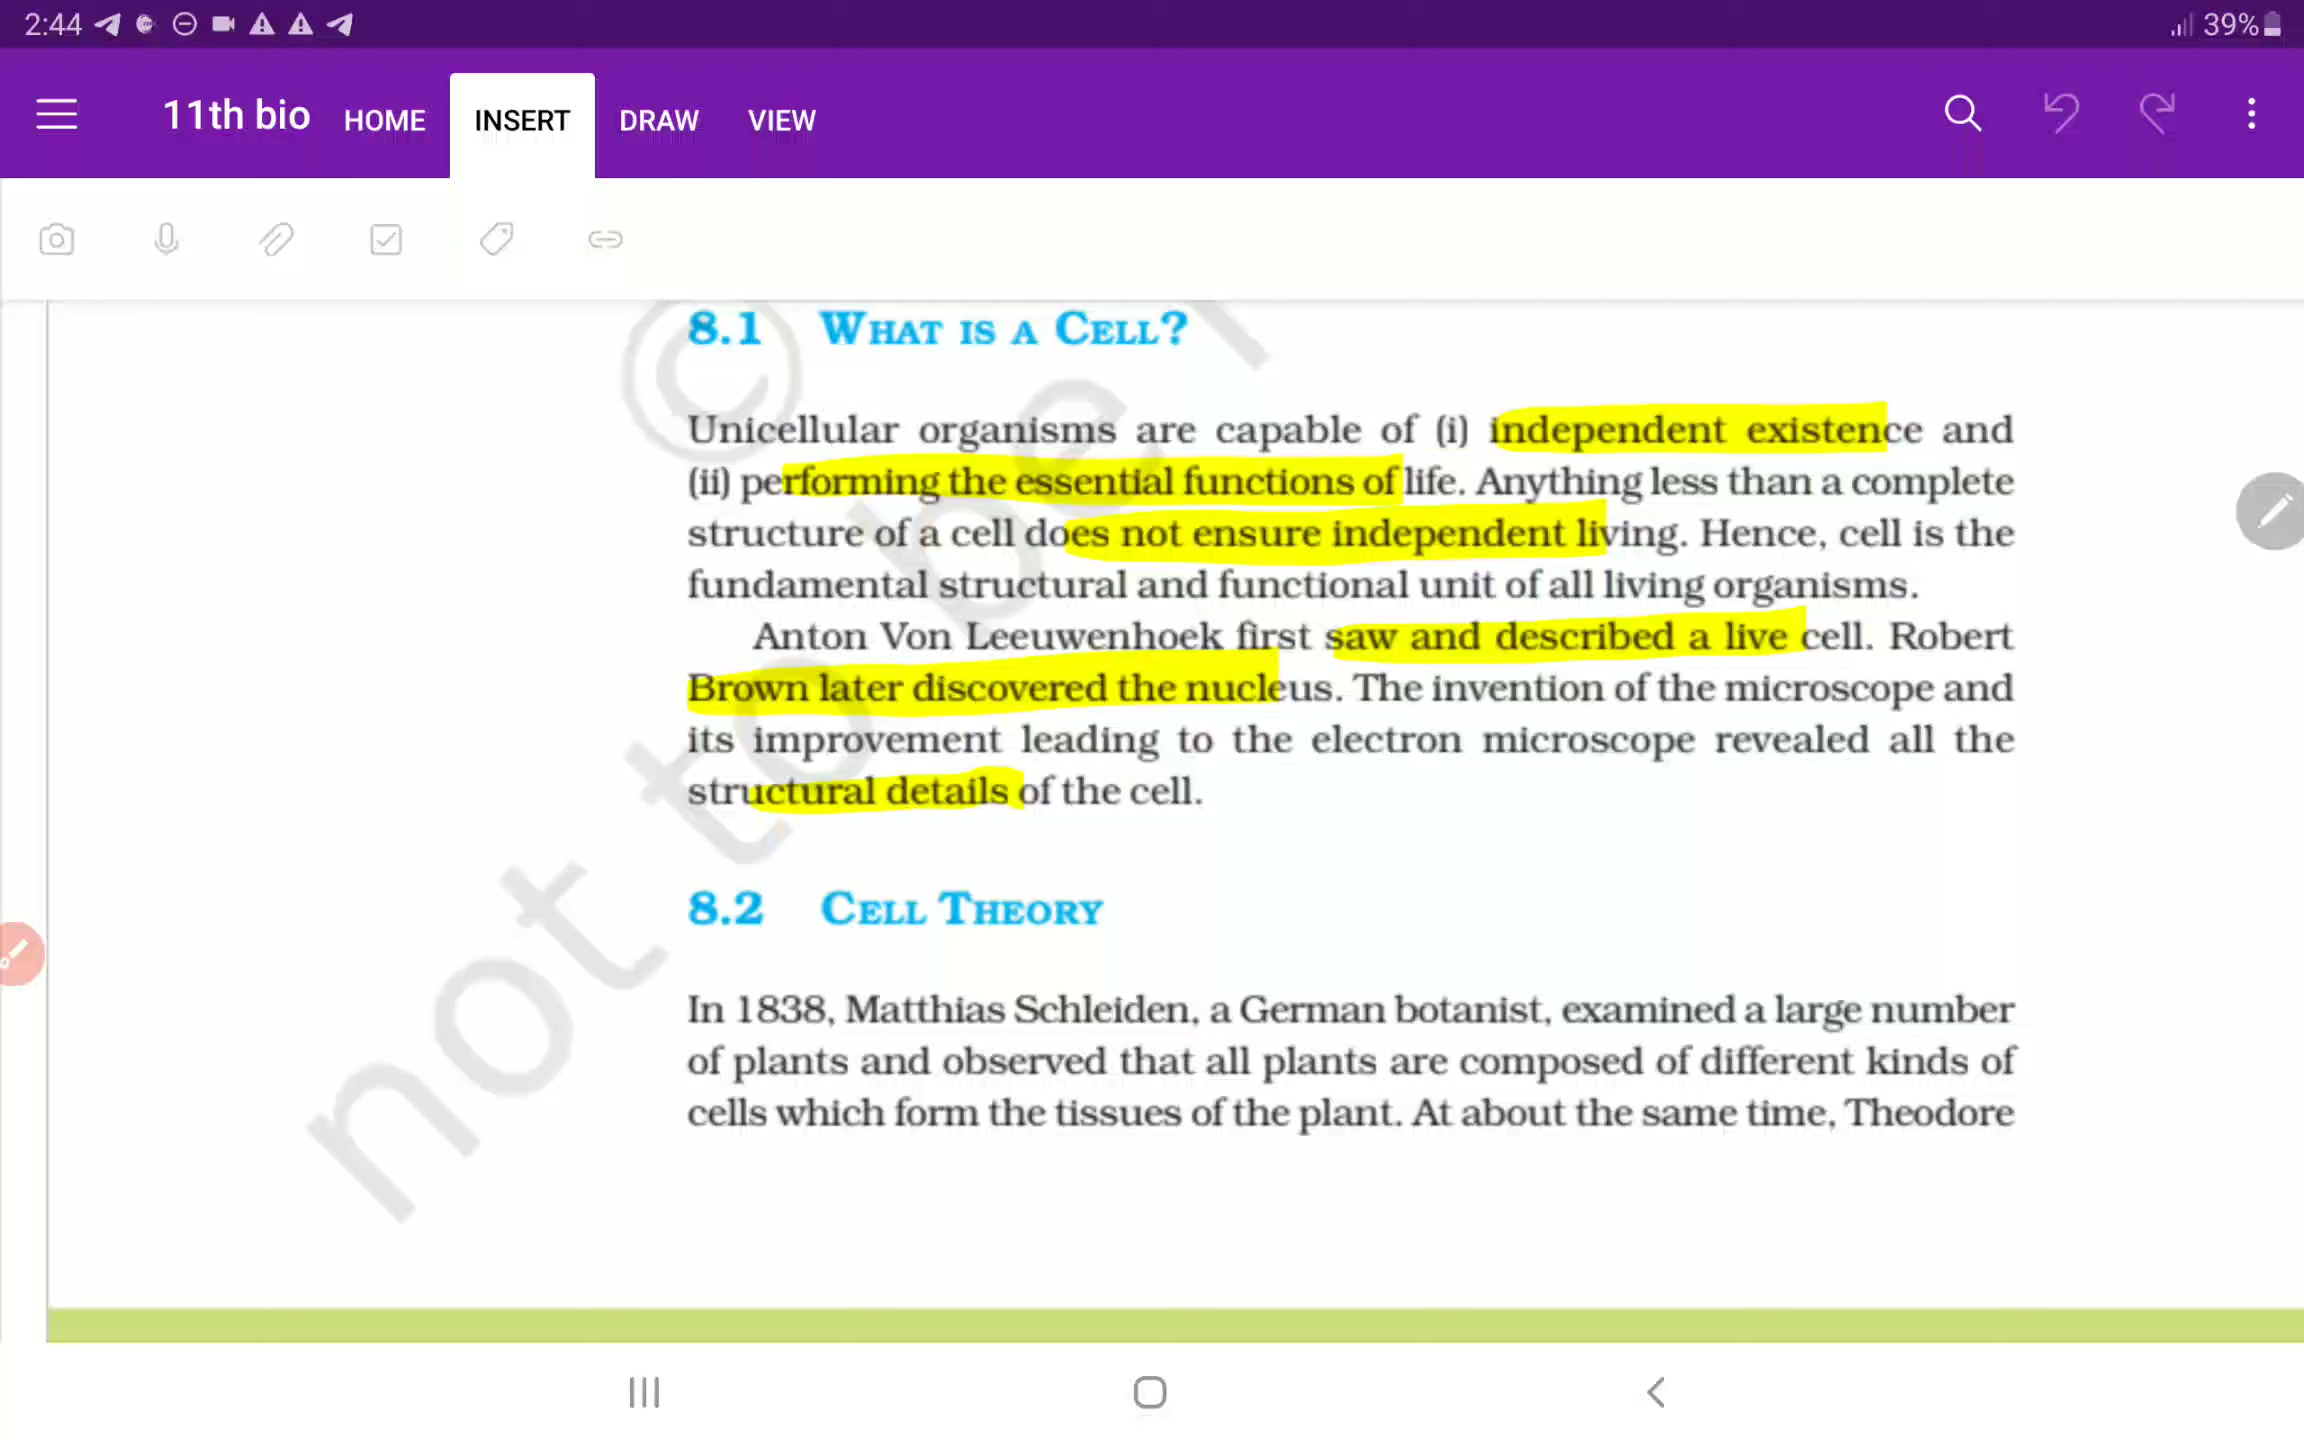 2:44 39%
11th bio HOME INSERT DRAW VIEW
8.1 WHAT IS A CELL?
Unicellular organisms are capable of (i) independent existence and
(ii) performing the essential functions of life. Anything less than a complete
structure of a cell does not ensure independent living. Hence, cell is the
fundamental structural and functional unit of all living organisms.
Anton Von Leeuwenhoek first saw and described a live cell. Robert
Brown later discovered the nucleus. The invention of the microscope and
its improvement leading to the electron microscope revealed all the
structural details of the cell.
8.2 CELL THEORY
In 1838, Matthias Schleiden, a German botanist, examined a large number
of plants and observed that all plants are composed of different kinds of
cells which form the tissues of the plant. At about the same time, Theodore
©
not to be r